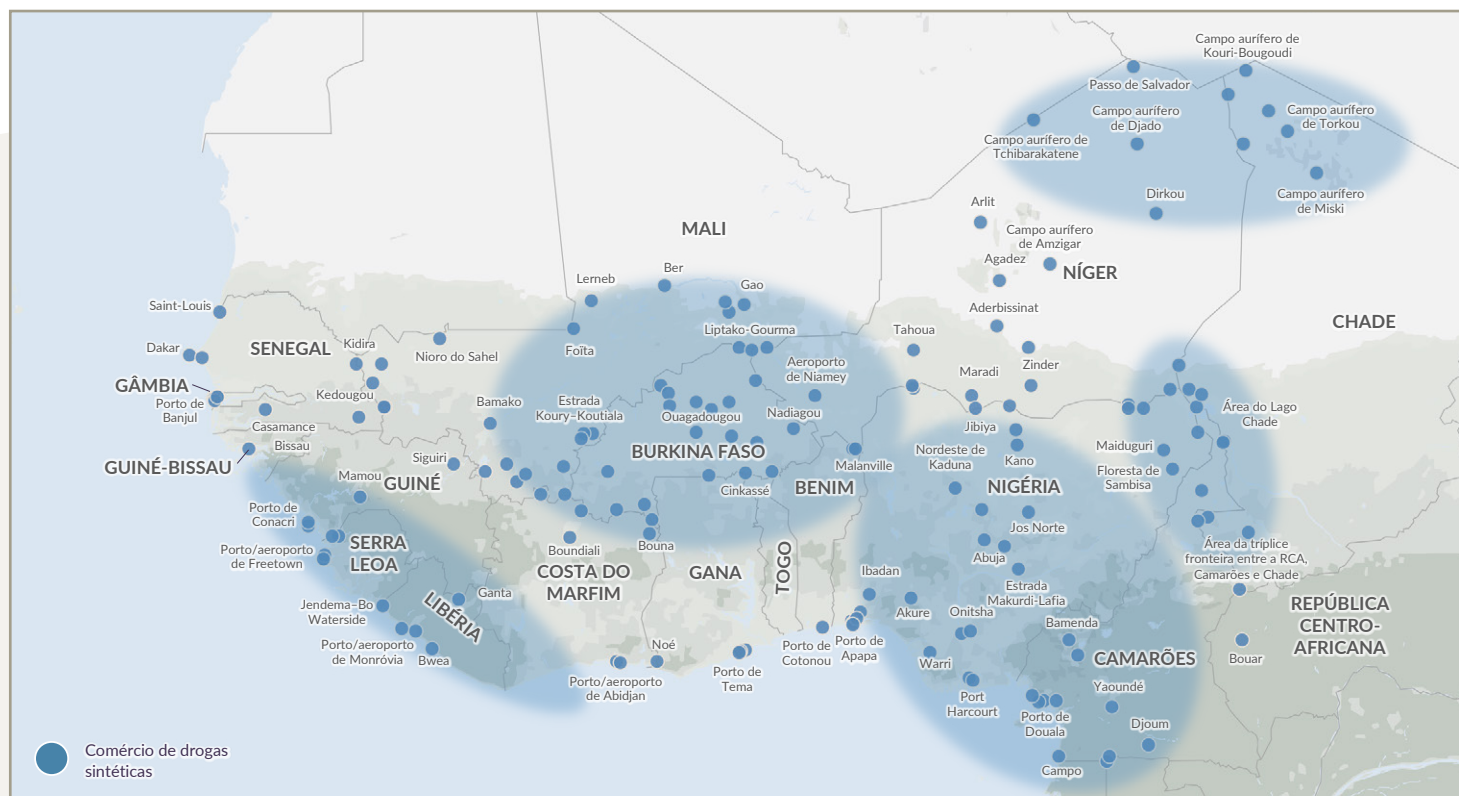 Campo aurífero de
Kouri-Bougoudi
Passo de Salvador
Campo aurífero
de Djado
Campo aurífero
de Torkou
Campo aurífero de
Tchibarakatene
Dirkou
Campo aurífero
de Miski
Arlit
MALI
Campo aurífero
de Amzigar
Agadez
NÍGER
Lerneb
Ber
Gao
Aderbissinat
Saint-Louis
CHADE
Liptako-Gourma
Tahoua
Dakar
SENEGAL
Kidira
Nioro do Sahel
Foïta
Zinder
Aeroporto
de Niamey
Maradi
GÂMBIA
Porto de
Banjul
Kedougou
Bamako
Estrada
Koury–Koutiala
Ouagadougou
Nadiagou
Jibiya
Área do Lago
Chade
Casamance
Bissau
GUINÉ-BISSAU
Siguiri
BURKINA FASO
Malanville
Nordeste de
Kaduna
Kano
Maiduguri
Floresta de
Sambisa
Mamou
GUINÉ
Cinkassé
BENIM
NIGÉRIA
Porto de
Conacri
Jos Norte
Porto/aeroporto
de Freetown
SERRA
LEOA
Boundiali
Bouna
Abuja
Área da tríplice
fronteira entre a RCA,
Camarões e Chade
COSTA DO
MARFIM
GANA
TOGO
Ibadan
Estrada
Makurdi-Lafia
Jendema–Bo
Waterside
LIBÉRIA
Ganta
Akure
Onitsha
Bamenda
REPÚBLICA
CENTRO-
AFRICANA
Porto/aeroporto
de Monróvia
Bwea
Noé
Porto de
Cotonou
Porto de
Apapa
Warri
CAMARÕES
Bouar
Porto/aeroporto
de Abidjan
Porto de
Tema
Port
Harcourt
Yaoundé
Porto de
Douala
Djoum
Campo
Comércio de drogas
sintéticas